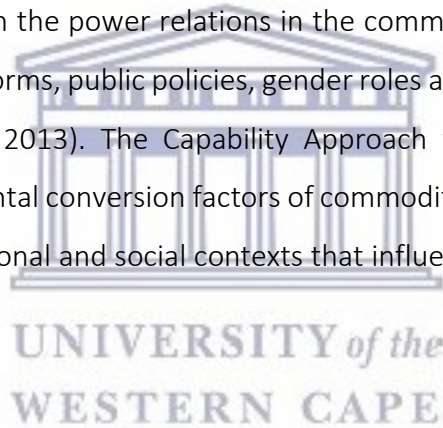 the power relations in the comm
orms, public policies, gender roles a
2013). The Capability Approach
ntal conversion factors of commodit
onal and social contexts that influe
UNIVERSITY of the
WESTERN CAPE